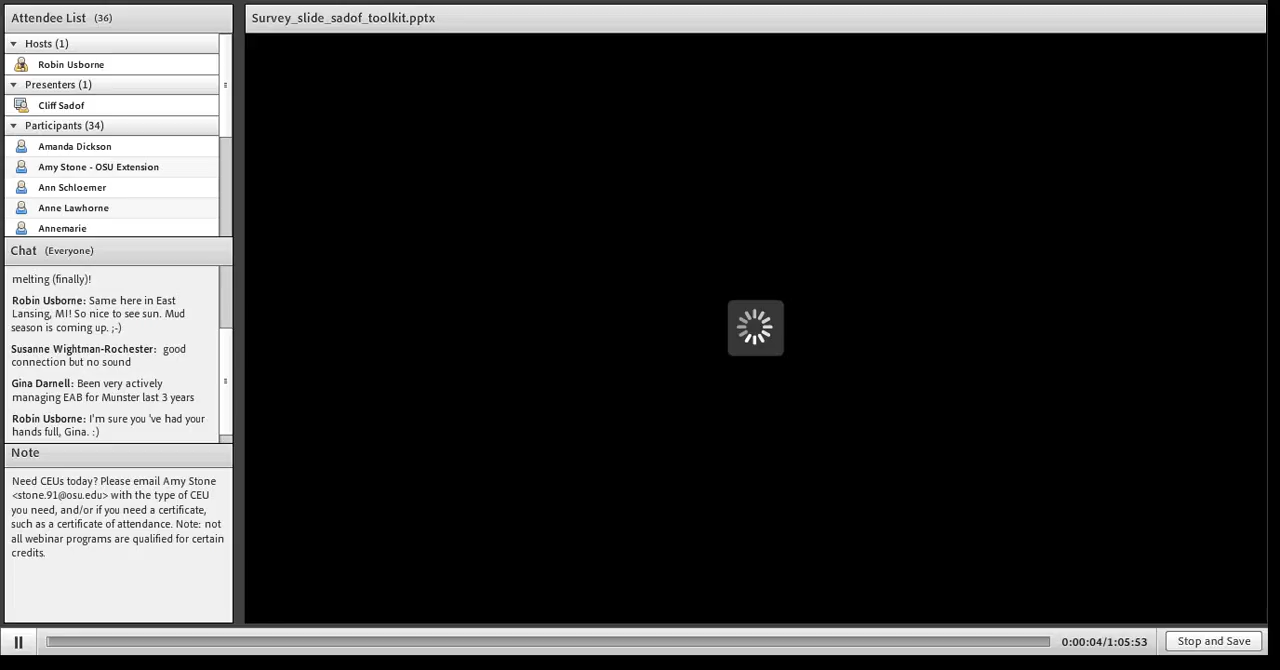 Attendee List (36)
Hosts (1)
Robin Usborne
Presenters (1)
Cliff Sadof
Participants (34)
Amanda Dickson
Amy Stone - OSU Extension
Ann Schloemer
Anne Lawhorne
Annemarie
Chat (Everyone)
melting (finally)!
Robin Usborne: Same here in East
Lansing, MI! So nice to see sun. Mud
season is coming up. ;-)
Susanne Wightman-Rochester: good
connection but no sound
Gina Darnell: Been very actively
managing EAB for Munster last 3 years
Robin Usborne: I'm sure you 've had your
hands full, Gina. :)
Note
Need CEUs today? Please email Amy Stone
<stone.91@osu.edu> with the type of CEU
you need, and/or if you need a certificate,
such as a certificate of attendance. Note: not
all webinar programs are qualified for certain
credits.
Survey_slide_sadof_toolkit.pptx
0:00:04/1:05:53
Stop and Save